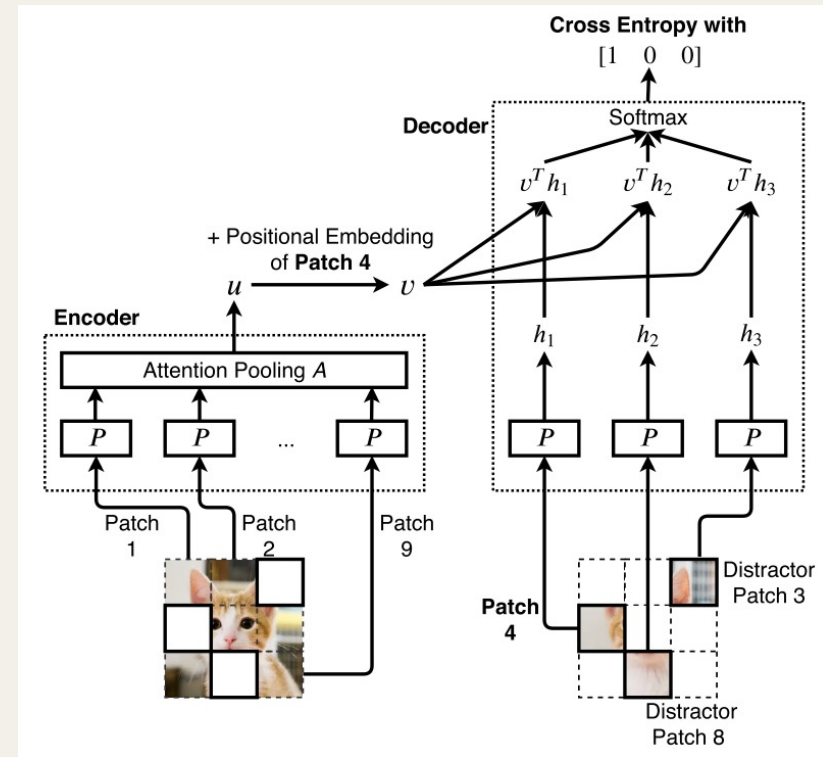 Cross Entropy with
[1 0 0]
Decoder
Softmax
v^T h_1 v^T h_2 v^T h_3
+ Positional Embedding
of Patch 4
u v
Encoder
h_1 h_2 h_3
Attention Pooling A
P P ... P
P P P
Patch
1
Patch
2
Patch
9
Patch
4
Distractor
Patch 3
Distractor
Patch 8